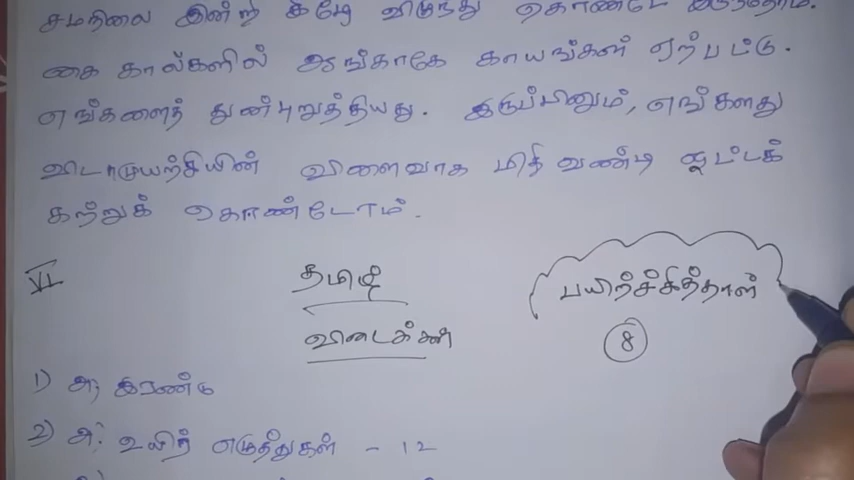 சமநிலை இன்றி கீழே விழுந்து கொண்டே இருந்தோம்.
கை கால்களில் ஆங்காகே காயங்கள் ஏற்பட்டு.
எங்களைத் துன்புறுத்தியது. இருப்பினும், எங்களது
விடாமுயற்சியின் விளைவாக மிதி வண்டி ஓட்டக்
கற்றுக் கொண்டோம்.
VI தமிழ் பயிற்சித்தாள்
விடைகள் 8
1) அ) இரண்டு
2) அ) உயிர் எழுத்துகள் - 12